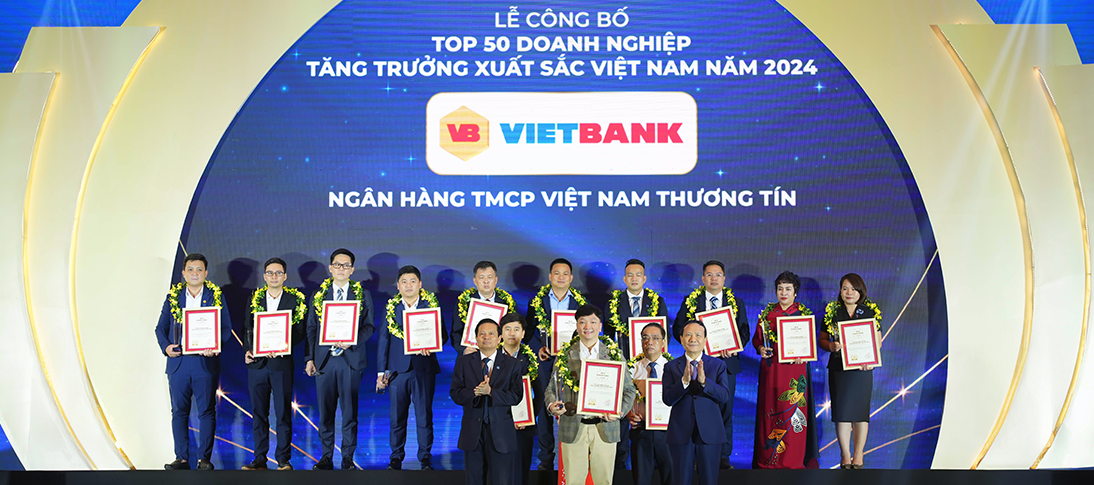 LỄ CÔNG BỐ
TOP 50 DOANH NGHIỆP
TĂNG TRƯỞNG XUẤT SẮC VIỆT NAM NĂM 2024
VB VIETBANK
NGÂN HÀNG TMCP VIỆT NAM THƯƠNG TÍN